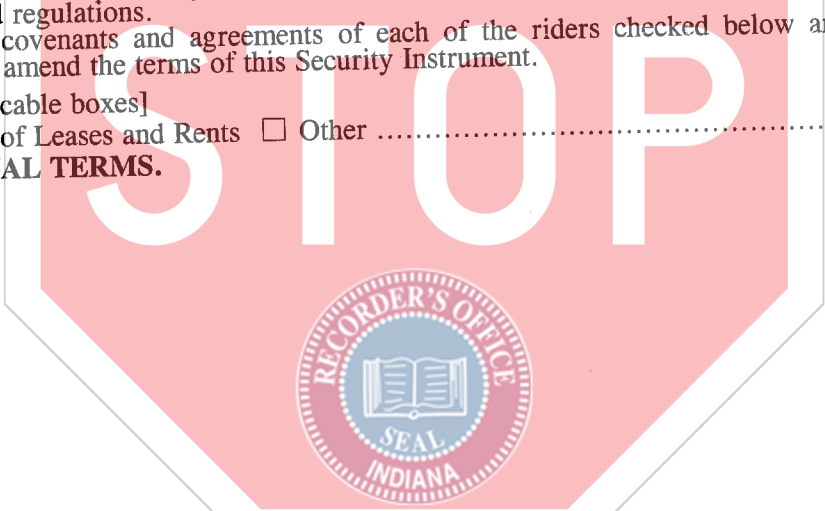 regulations.
covenants and agreements of each of the riders checked below
amend the terms of this Security Instrument.
cable boxes]
of Leases and Rents ☐ Other ................................................
AL TERMS.
STOP
RECORDER'S OFFICE
SEAL
INDIANA